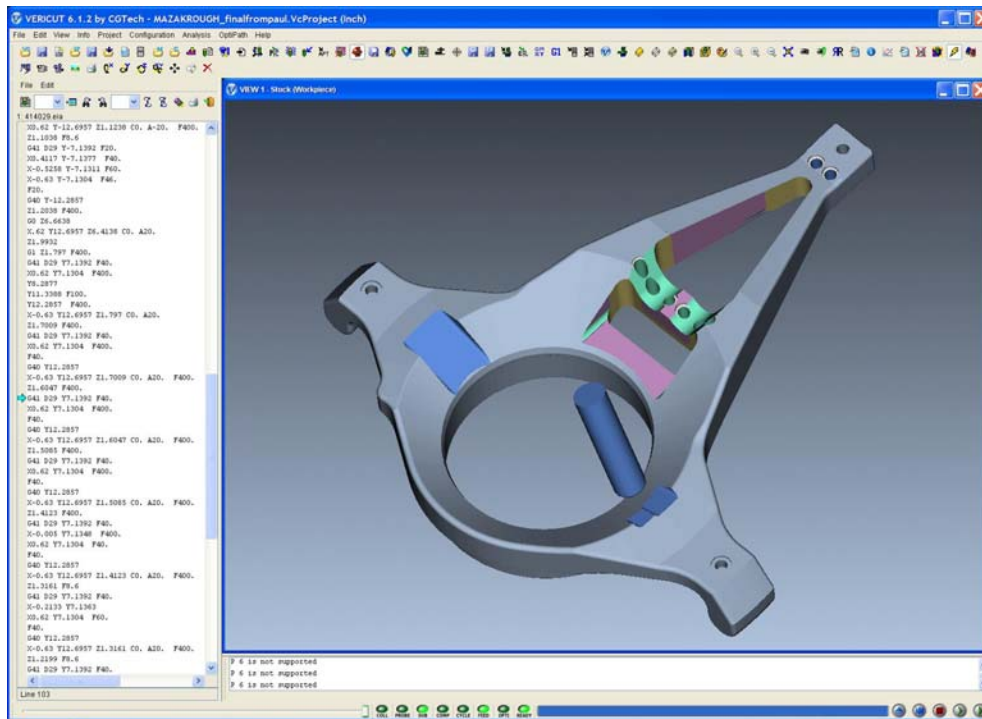 VERICUT 6.1.2 by CGTech - MAZAKROUGH_finalfrompaul.VcProject (Inch)
File Edit View Info Project Configuration Analysis OptiPath Help
File Edit
1: 414029.eia
X0.62 Y-12.6957 Z1.1238 C0. A-20. F400.
Z1.1038 F8.6
G41 D29 Y-7.1392 F20.
X0.4117 Y-7.1377 F40.
X-0.5258 Y-7.1311 F60.
X-0.63 Y-7.1304 F46.
F20.
G40 Y-12.2857
Z1.2038 F400.
G0 Z6.6638
X.62 Y12.6957 Z6.4138 C0. A20.
Z1.9932
G1 Z1.797 F400.
G41 D29 Y7.1392 F40.
X0.62 Y7.1304 F400.
Y8.2877
Y11.3388 F100.
Y12.2857 F400.
X-0.63 Y12.6957 Z1.797 C0. A20.
Z1.7009 F400.
G41 D29 Y7.1392 F40.
X0.62 Y7.1304 F400.
F40.
G40 Y12.2857
X-0.63 Y12.6957 Z1.7009 C0. A20. F400.
Z1.6047 F400.
G41 D29 Y7.1392 F40.
X0.62 Y7.1304 F400.
F40.
G40 Y12.2857
X-0.63 Y12.6957 Z1.6047 C0. A20. F400.
Z1.5085 F400.
G41 D29 Y7.1392 F40.
X0.62 Y7.1304 F400.
F40.
G40 Y12.2857
X-0.63 Y12.6957 Z1.5085 C0. A20. F400.
Z1.4123 F400.
G41 D29 Y7.1392 F40.
X-0.005 Y7.1348 F400.
X0.62 Y7.1304 F40.
F40.
G40 Y12.2857
X-0.63 Y12.6957 Z1.4123 C0. A20. F400.
Z1.3161 F8.6
G41 D29 Y7.1392 F40.
X-0.2133 Y7.1363
X0.62 Y7.1304 F60.
F40.
G40 Y12.2857
X-0.63 Y12.6957 Z1.3161 C0. A20. F400.
Z1.2199 F8.6
G41 D29 Y7.1392 F40.
Line 103
VIEW 1 - Stock (Workpiece)
P 6 is not supported
P 6 is not supported
P 6 is not supported
COLL PROBE SUB COMP CYCLE FEED OPTI READY